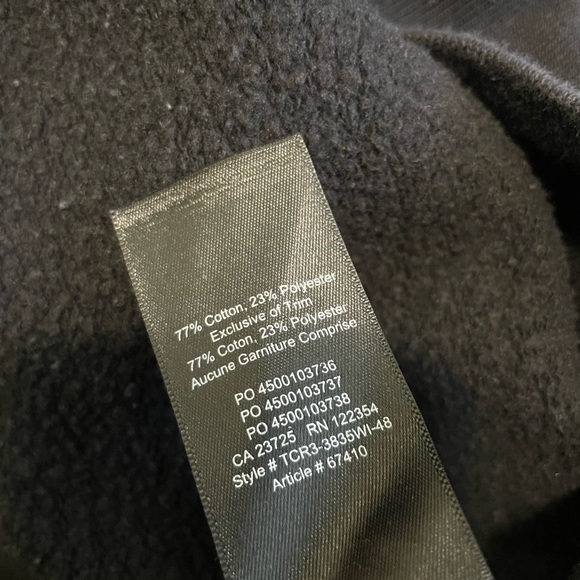 77% Cotton, 23% Polyester
Exclusive of Trim
77% Coton, 23% Polyester
Aucune Garniture Comprise
PO 4500103736
PO 4500103737
PO 4500103738
CA 23725 RN 122354
Style # TCR3-3835WI-48
Article # 67410